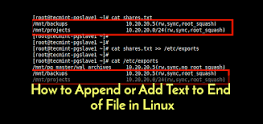 [root@tecmint-pgslave1 ~]# cat shares.txt
/mnt/backups 10.20.20.5(rw,sync,root_squash)
/mnt/projects 10.20.20.0/24(rw,sync,root_squash)
[root@tecmint-pgslave1 ~]#
[root@tecmint-pgslave1 ~]# cat shares.txt >> /etc/exports
[root@tecmint-pgslave1 ~]#
[root@tecmint-pgslave1 ~]# cat /etc/exports
/mnt/pg_master/wal_archives 10.20.20.5(rw,sync,no_root_squash)
/mnt/backups 10.20.20.5(rw,sync,root_squash)
/mnt/projects 10.20.20.0/24(rw,sync,root_squash)
How to Append or Add Text to End
of File in Linux